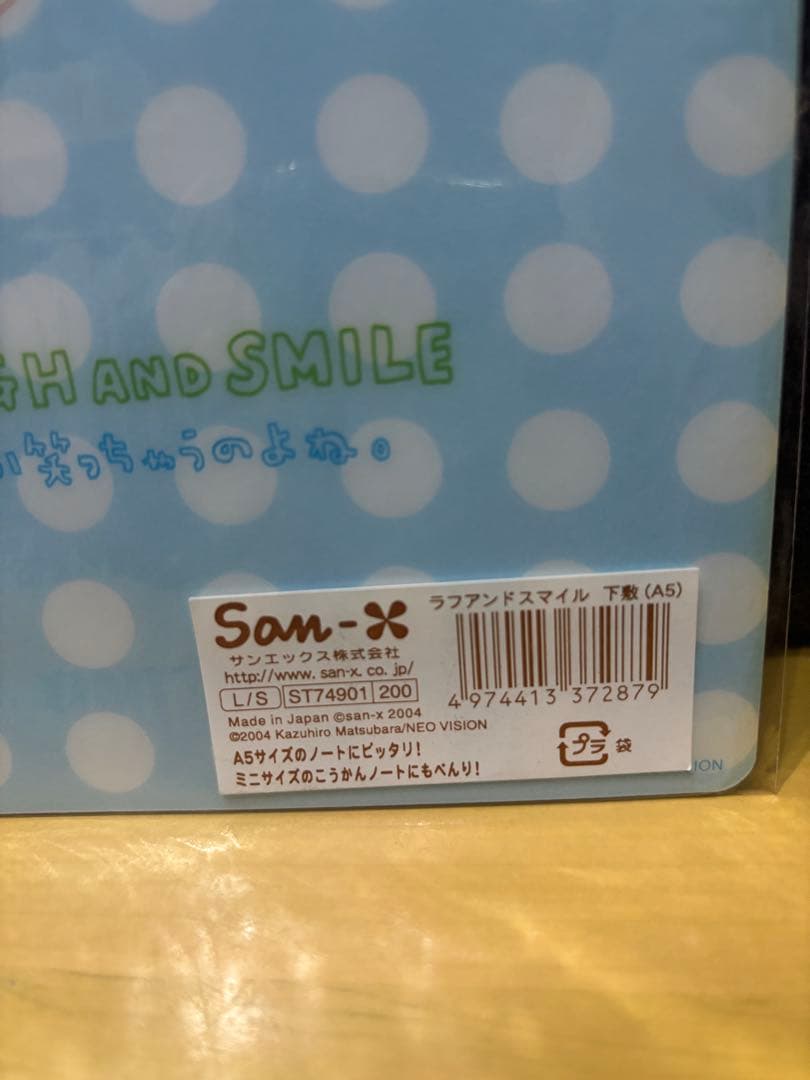 GH AND SMILE
い笑っちゃうのよね。
San-X
サンエックス株式会社
http://www.san-x.co.jp/
L/S ST74901 200
Made in Japan ©san-x 2004
©2004 Kazuhiro Matsubara/NEO VISION
A5サイズのノートにピッタリ!
ミニサイズのこうかんノートにもべんり!
ラフアンドスマイル 下敷(A5)
4 974413 372879
プラ 袋
ION